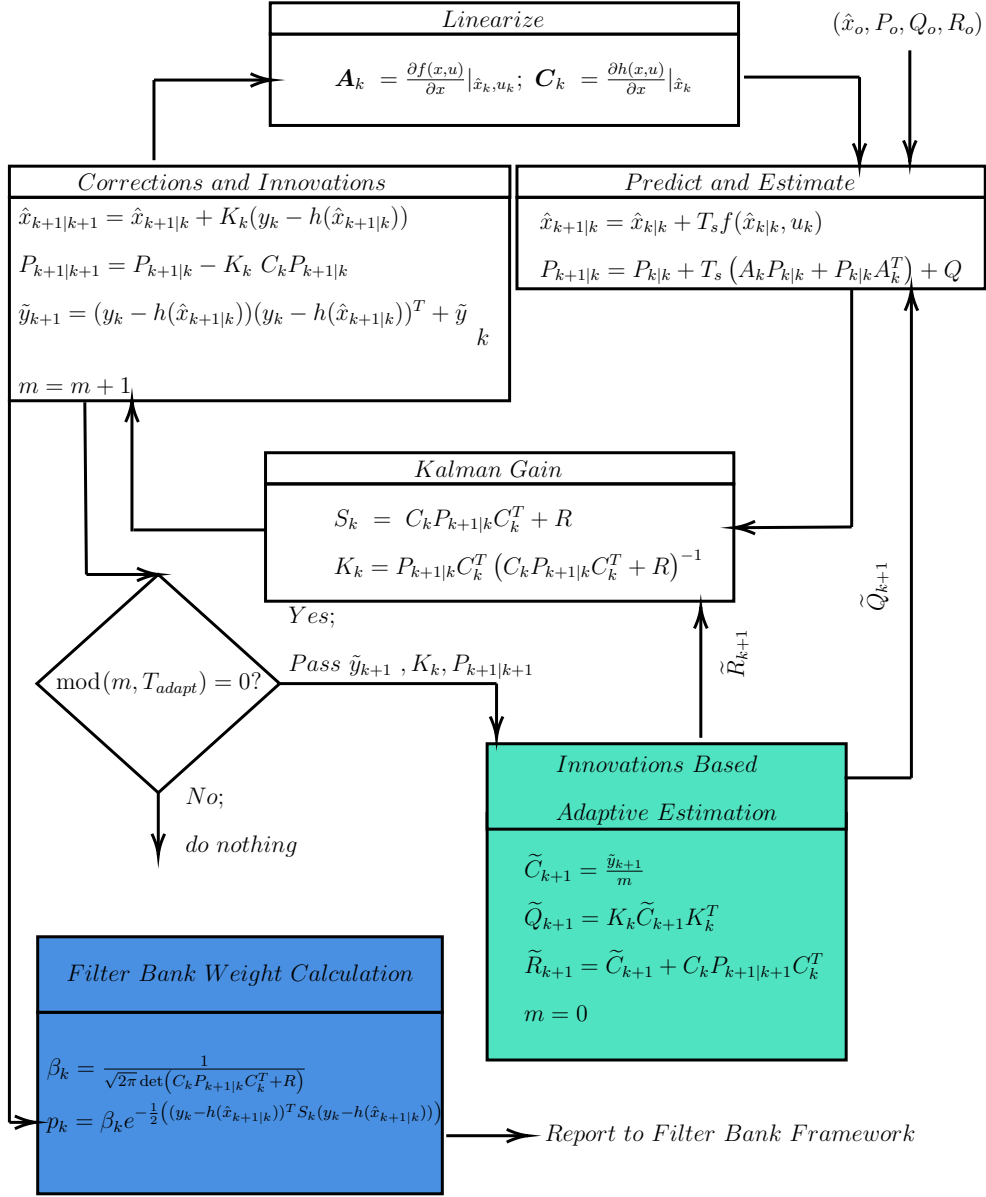 Linearize
𝑨_k = ∂f(x,u)/∂x |_{x̂_k,u_k}; 𝑪_k = ∂h(x,u)/∂x |_{x̂_k}
(x̂_o, P_o, Q_o, R_o)
Corrections and Innovations
x̂_{k+1|k+1} = x̂_{k+1|k} + K_k(y_k − h(x̂_{k+1|k}))
P_{k+1|k+1} = P_{k+1|k} − K_k C_k P_{k+1|k}
ỹ_{k+1} = (y_k − h(x̂_{k+1|k}))(y_k − h(x̂_{k+1|k}))^T + ỹ
k
m = m + 1
Predict and Estimate
x̂_{k+1|k} = x̂_{k|k} + T_s f(x̂_{k|k}, u_k)
P_{k+1|k} = P_{k|k} + T_s (A_k P_{k|k} + P_{k|k} A_k^T) + Q
Kalman Gain
S_k = C_k P_{k+1|k} C_k^T + R
K_k = P_{k+1|k} C_k^T (C_k P_{k+1|k} C_k^T + R)^{−1}
mod(m, T_{adapt}) = 0?
Yes;
Pass ỹ_{k+1} , K_k, P_{k+1|k+1}
No;
do nothing
R̃_{k+1}
Q̃_{k+1}
Innovations Based
Adaptive Estimation
C̃_{k+1} = ỹ_{k+1}/m
Q̃_{k+1} = K_k C̃_{k+1} K_k^T
R̃_{k+1} = C̃_{k+1} + C_k P_{k+1|k+1} C_k^T
m = 0
Filter Bank Weight Calculation
β_k = 1/(√(2π) det(C_k P_{k+1|k} C_k^T + R))
p_k = β_k e^{−½((y_k−h(x̂_{k+1|k}))^T S_k(y_k−h(x̂_{k+1|k})))}
Report to Filter Bank Framework